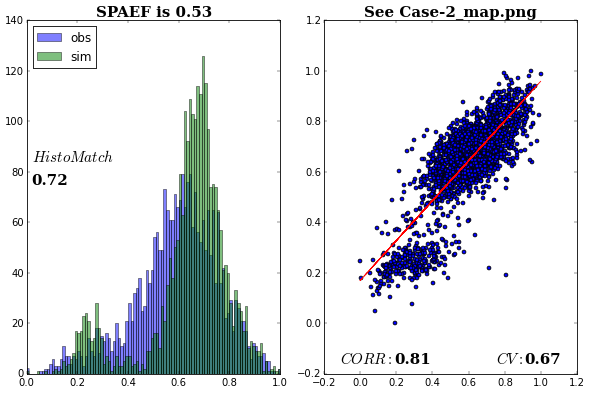 SPAEF is 0.53
140
120
100
80
60
40
20
0
0.0 0.2 0.4 0.6 0.8 1.0
obs
sim
HistoMatch
0.72
See Case-2_map.png
1.2
1.0
0.8
0.6
0.4
0.2
0.0
−0.2
−0.2 0.0 0.2 0.4 0.6 0.8 1.0 1.2
CORR: 0.81 CV: 0.67